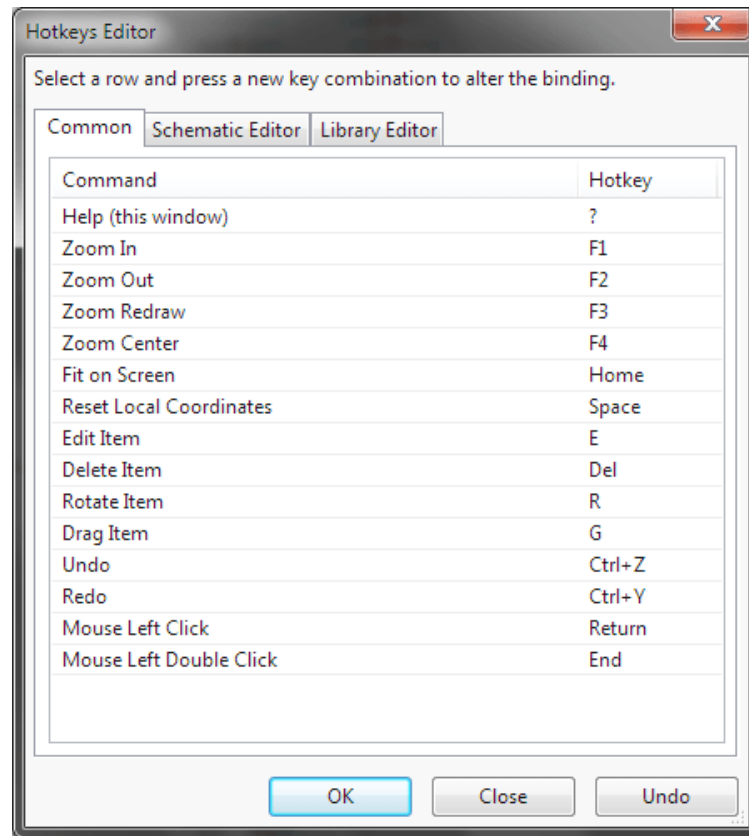 Hotkeys Editor
Select a row and press a new key combination to alter the binding.
Common Schematic Editor Library Editor
Command Hotkey
Help (this window) ?
Zoom In F1
Zoom Out F2
Zoom Redraw F3
Zoom Center F4
Fit on Screen Home
Reset Local Coordinates Space
Edit Item E
Delete Item Del
Rotate Item R
Drag Item G
Undo Ctrl+Z
Redo Ctrl+Y
Mouse Left Click Return
Mouse Left Double Click End
OK Close Undo